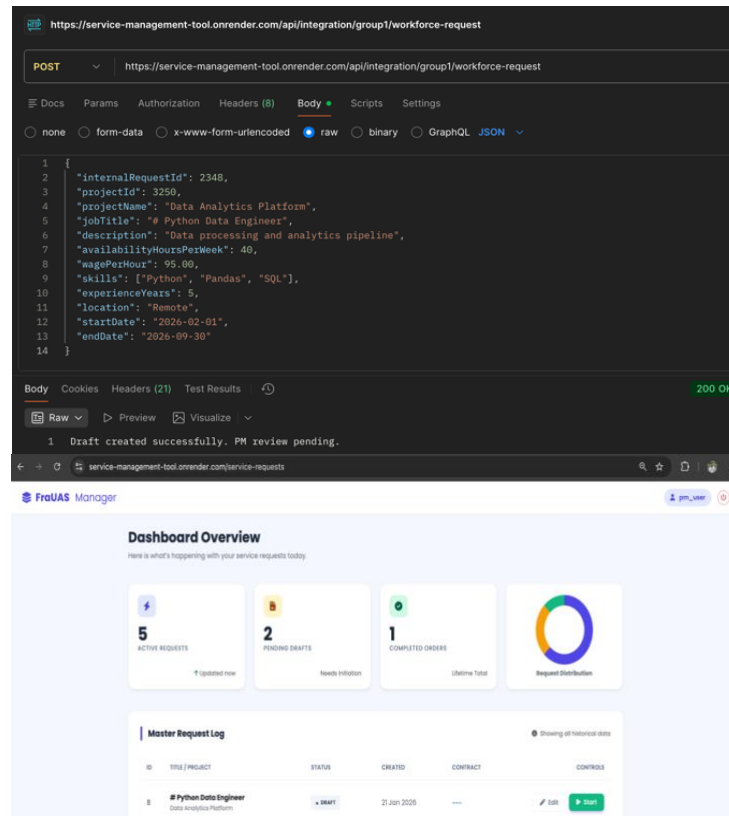 https://service-management-tool.onrender.com/api/integration/group1/workforce-request
POST https://service-management-tool.onrender.com/api/integration/group1/workforce-request
Docs Params Authorization Headers (8) Body Scripts Settings
none form-data x-www-form-urlencoded raw binary GraphQL JSON
1 {
2 "internalRequestId": 2348,
3 "projectId": 3250,
4 "projectName": "Data Analytics Platform",
5 "jobTitle": "# Python Data Engineer",
6 "description": "Data processing and analytics pipeline",
7 "availabilityHoursPerWeek": 40,
8 "wagePerHour": 95.00,
9 "skills": ["Python", "Pandas", "SQL"],
10 "experienceYears": 5,
11 "location": "Remote",
12 "startDate": "2026-02-01",
13 "endDate": "2026-09-30"
14 }
Body Cookies Headers (21) Test Results 200 OK
Raw Preview Visualize
1 Draft created successfully. PM review pending.
service-management-tool.onrender.com/service-requests
FraUAS Manager pm_user
Dashboard Overview
Here is what's happening with your service requests today.
5 2 1
ACTIVE REQUESTS PENDING DRAFTS COMPLETED ORDERS
Updated now Needs Initiation Lifetime Total Request Distribution
Master Request Log Showing all historical data
ID TITLE / PROJECT STATUS CREATED CONTRACT CONTROLS
# Python Data Engineer
DRAFT 21 Jan 2026 --- Edit Start
Data Analytics Platform